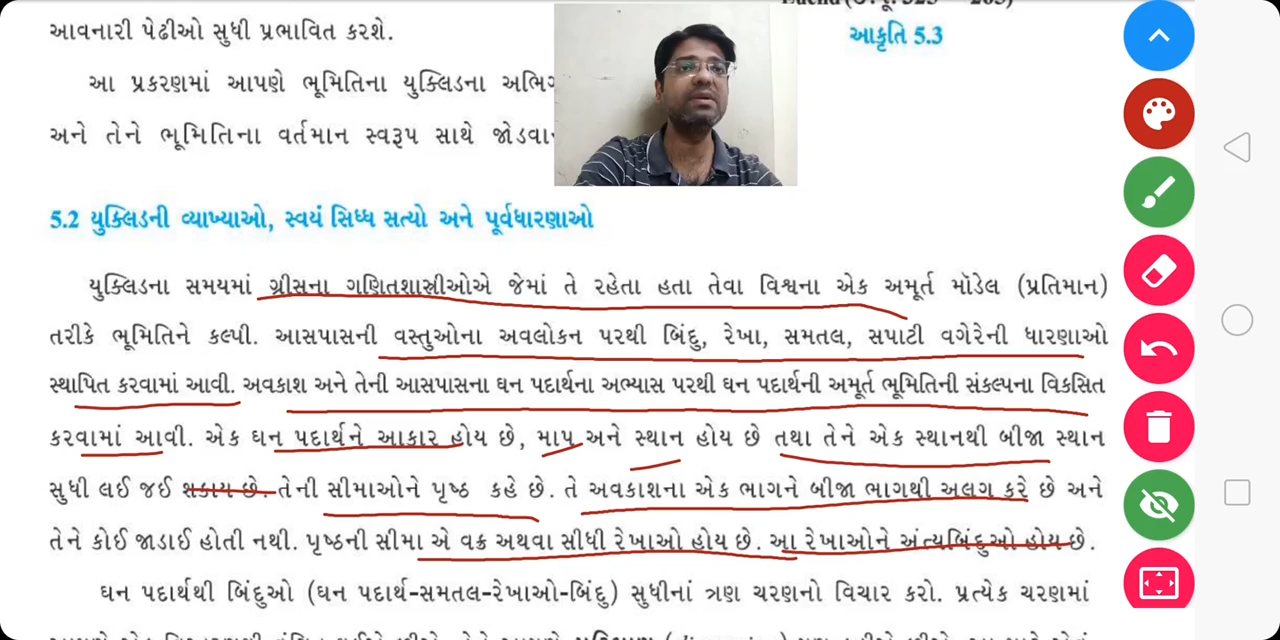 આવનારી પેઢીઓ સુધી પ્રભાવિત કરશે.
આકૃતિ 5.3
આ પ્રકરણમાં આપણે ભૂમિતિના યુક્લિડના
અને તેને ભૂમિતિના વર્તમાન સ્વરૂપ સાથે
5.2 યુક્લિડની વ્યાખ્યાઓ, સ્વયં સિધ્ધ સત્યો અને પૂર્વધારણાઓ
યુક્લિડના સમયમાં ગ્રીસના ગણિતશાસ્ત્રીઓએ જેમાં તે રહેતા હતા તેવા વિશ્વના એક અમૂર્ત મૉડેલ (પ્રતિમાન)
તરીકે ભૂમિતિને કલ્પી. આસપાસની વસ્તુઓના અવલોકન પરથી બિંદુ, રેખા, સમતલ, સપાટી વગેરેની ધારણાઓ
સ્થાપિત કરવામાં આવી. અવકાશ અને તેની આસપાસના ઘન પદાર્થના અભ્યાસ પરથી ઘન પદાર્થની અમૂર્ત ભૂમિતિની સંકલ્પના વિકસિત
કરવામાં આવી. એક ઘન પદાર્થને આકાર હોય છે, માપ અને સ્થાન હોય છે તથા તેને એક સ્થાનથી બીજા સ્થાન
સુધી લઈ જઈ શકાય છે. તેની સીમાઓને પૃષ્ઠ કહે છે. તે અવકાશના એક ભાગને બીજા ભાગથી અલગ કરે છે અને
તેને કોઈ જાડાઈ હોતી નથી. પૃષ્ઠની સીમા એ વક્ર અથવા સીધી રેખાઓ હોય છે. આ રેખાઓને અંત્યબિંદુઓ હોય છે.
ઘન પદાર્થથી બિંદુઓ (ઘન પદાર્થ-સમતલ-રેખાઓ-બિંદુ) સુધીનાં ત્રણ ચરણનો વિચાર કરો. પ્રત્યેક ચરણમાં